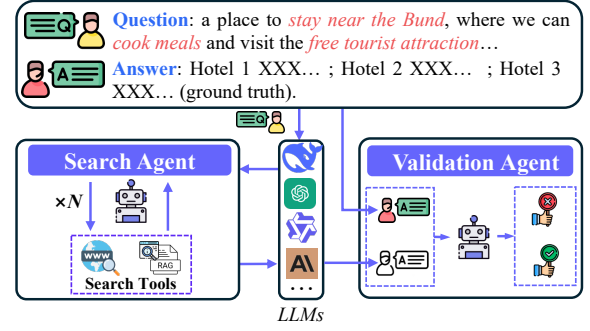 Question: a place to stay near the Bund, where we can
cook meals and visit the free tourist attraction…
Answer: Hotel 1 XXX… ; Hotel 2 XXX… ; Hotel 3
XXX… (ground truth).
Q
A
Q
Search Agent
×N
WWW
RAG
Search Tools
A\
LLMs
Validation Agent
A
A